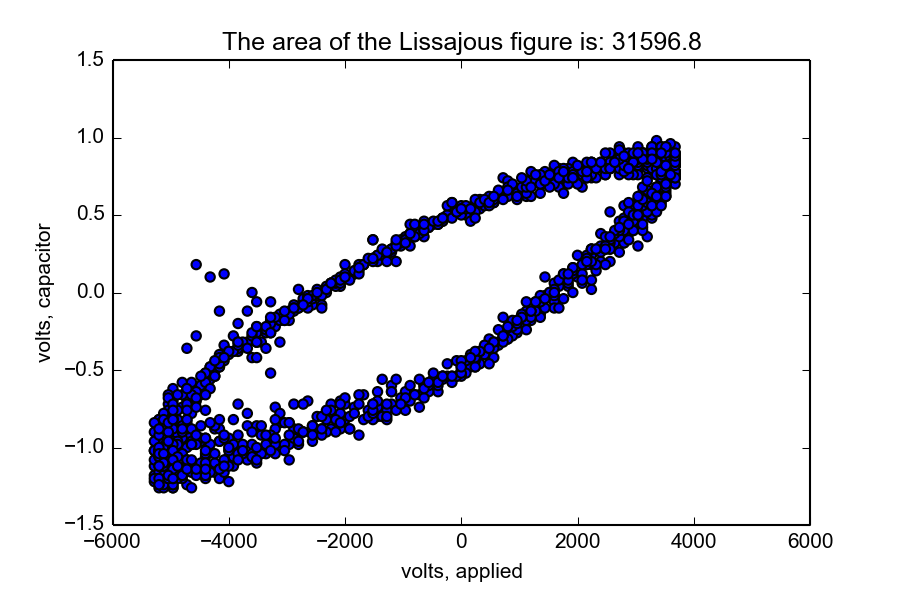 The area of the Lissajous figure is: 31596.8
1.5
1.0
0.5
0.0
−0.5
−1.0
−1.5
volts, capacitor
−6000 −4000 −2000 0 2000 4000 6000
volts, applied